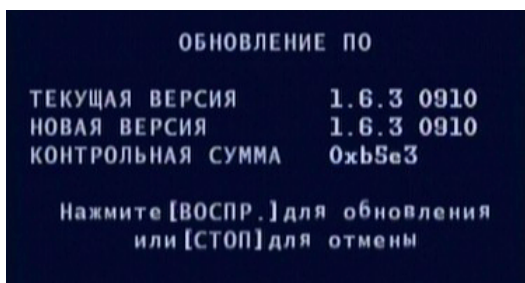 ОБНОВЛЕНИЕ ПО
ТЕКУЩАЯ ВЕРСИЯ 1.6.3 0910
НОВАЯ ВЕРСИЯ 1.6.3 0910
КОНТРОЛЬНАЯ СУММА 0xb5e3
Нажмите [ВОСПР.] для обновления
или [СТОП] для отмены